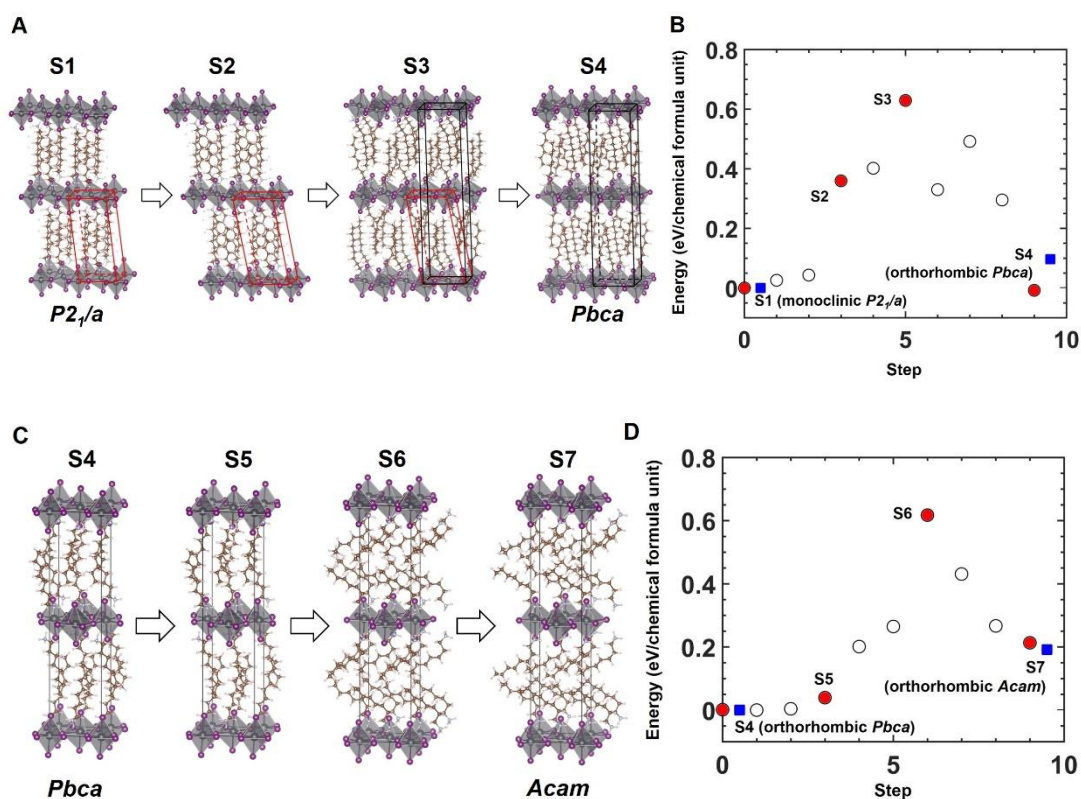 A
S1
S2
S3
S4
P2₁/a
Pbca
B
Energy (eV/chemical formula unit)
0.8
0.6
0.4
0.2
0
S3
S2
S4
(orthorhombic Pbca)
S1 (monoclinic P2₁/a)
0
5
10
Step
C
S4
S5
S6
S7
Pbca
Acam
D
Energy (eV/chemical formula unit)
0.8
0.6
0.4
0.2
0
S6
S5
S7
(orthorhombic Acam)
S4 (orthorhombic Pbca)
0
5
10
Step